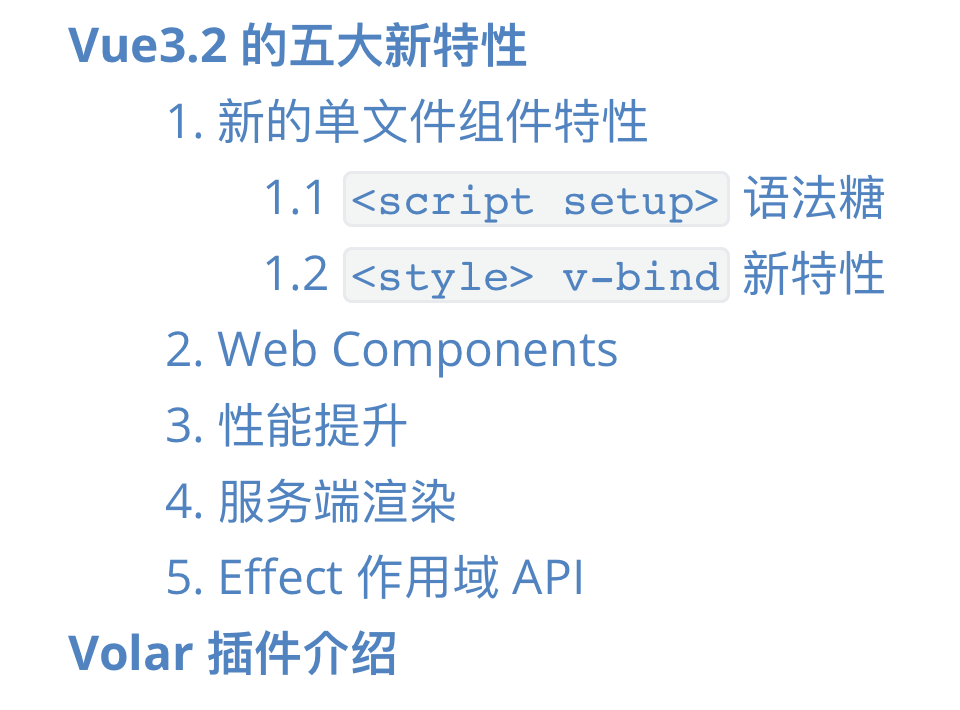 Vue3.2 的五大新特性
1. 新的单文件组件特性
1.1 <script setup> 语法糖
1.2 <style> v-bind 新特性
2. Web Components
3. 性能提升
4. 服务端渲染
5. Effect 作用域 API
Volar 插件介绍